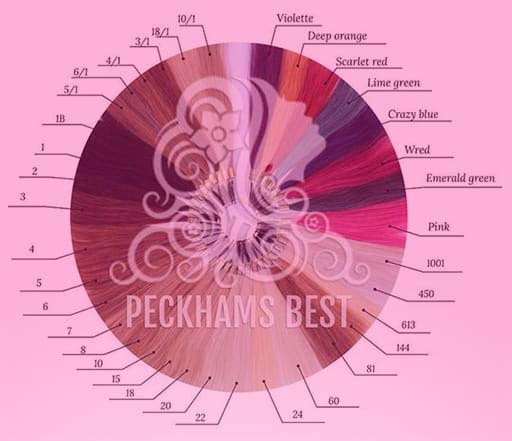 10/1
Violette
18/1
Deep orange
3/1
Scarlet red
4/1
Lime green
6/1
5/1
Crazy blue
1B
Wred
1
2
Emerald green
3
Pink
4
1001
5
450
6
PECKHAMS BEST
613
7
144
8
10
81
15
18
60
20
24
22